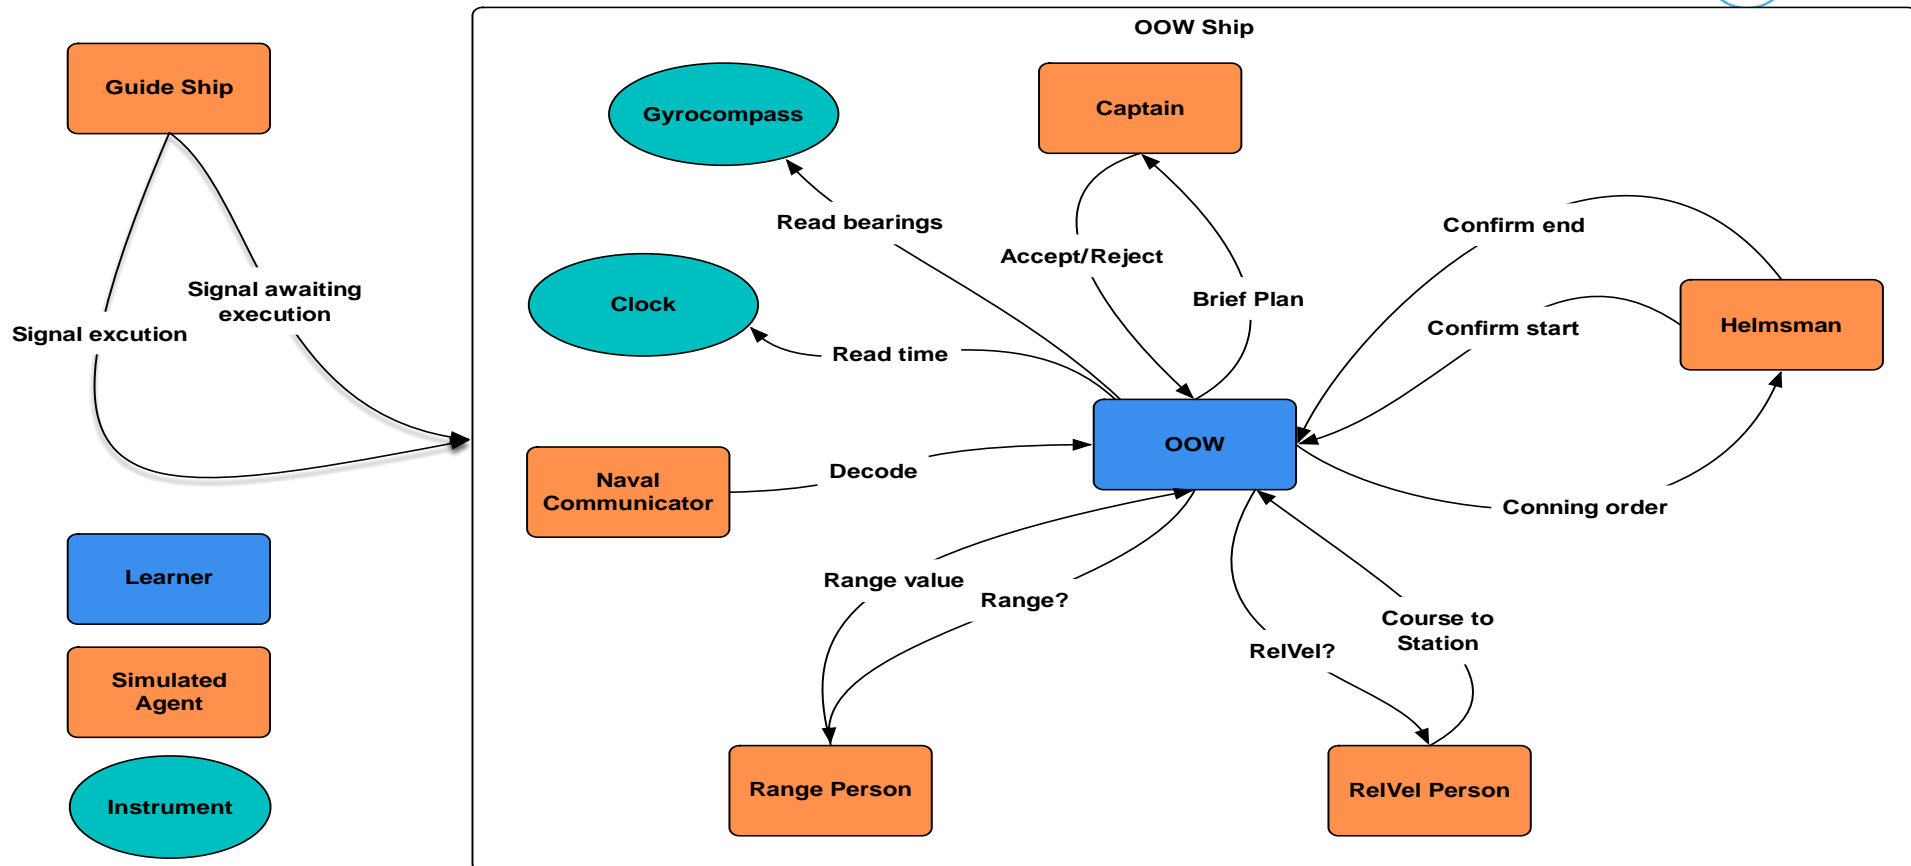 OOW Ship
Guide Ship
Gyrocompass
Captain
Read bearings
Confirm end
Accept/Reject
Signal awaiting
execution
Clock
Brief Plan
Confirm start
Helmsman
Signal excution
Read time
OOW
Decode
Naval
Communicator
Conning order
Learner
Range value
Range?
Course to
Station
RelVel?
Simulated
Agent
Range Person
RelVel Person
Instrument